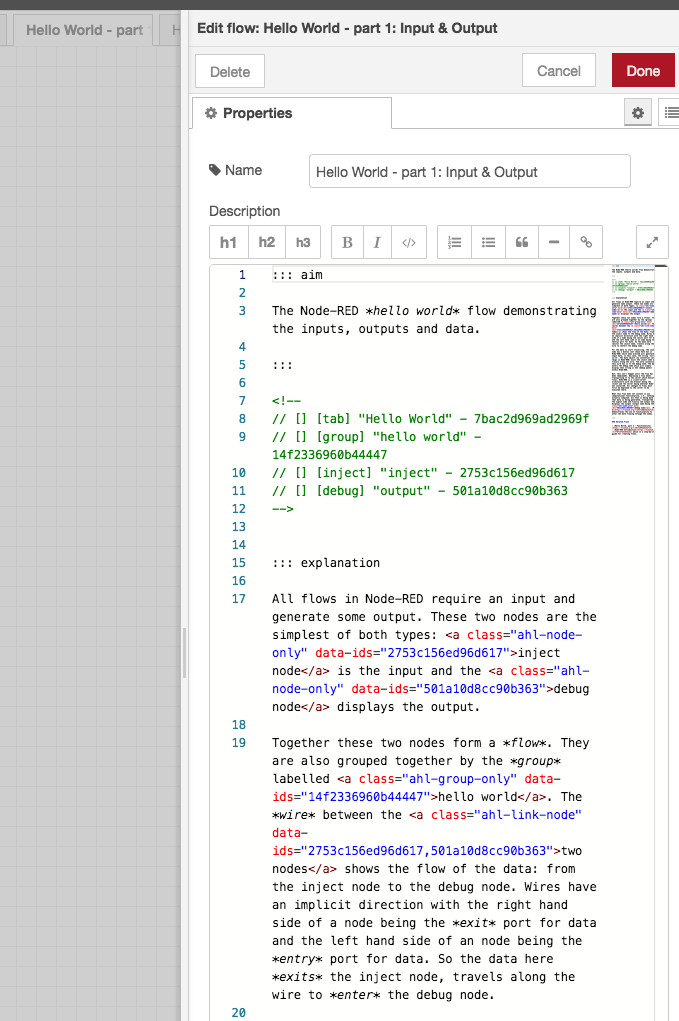 Hello World - part
H
Edit flow: Hello World - part 1: Input & Output
Delete
Cancel
Done
Properties
Name
Hello World - part 1: Input & Output
Description
h1 h2 h3 B I </>
1 ::: aim
2
3 The Node-RED *hello world* flow demonstrating
the inputs, outputs and data.
4
5 :::
6
7 <!--
8 // [] [tab] "Hello World" - 7bac2d969ad2969f
9 // [] [group] "hello world" -
14f2336960b44447
10 // [] [inject] "inject" - 2753c156ed96d617
11 // [] [debug] "output" - 501a10d8cc90b363
12 -->
13
14
15 ::: explanation
16
17 All flows in Node-RED require an input and
generate some output. These two nodes are the
simplest of both types: <a class="ahl-node-
only" data-ids="2753c156ed96d617">inject
node</a> is the input and the <a class="ahl-
node-only" data-ids="501a10d8cc90b363">debug
node</a> displays the output.
18
19 Together these two nodes form a *flow*. They
are also grouped together by the *group*
labelled <a class="ahl-group-only" data-
ids="14f2336960b44447">hello world</a>. The
*wire* between the <a class="ahl-link-node"
data-
ids="2753c156ed96d617,501a10d8cc90b363">two
nodes</a> shows the flow of the data: from
the inject node to the debug node. Wires have
an implicit direction with the right hand
side of a node being the *exit* port for data
and the left hand side of an node being the
*entry* port for data. So the data here
*exits* the inject node, travels along the
wire to *enter* the debug node.
20